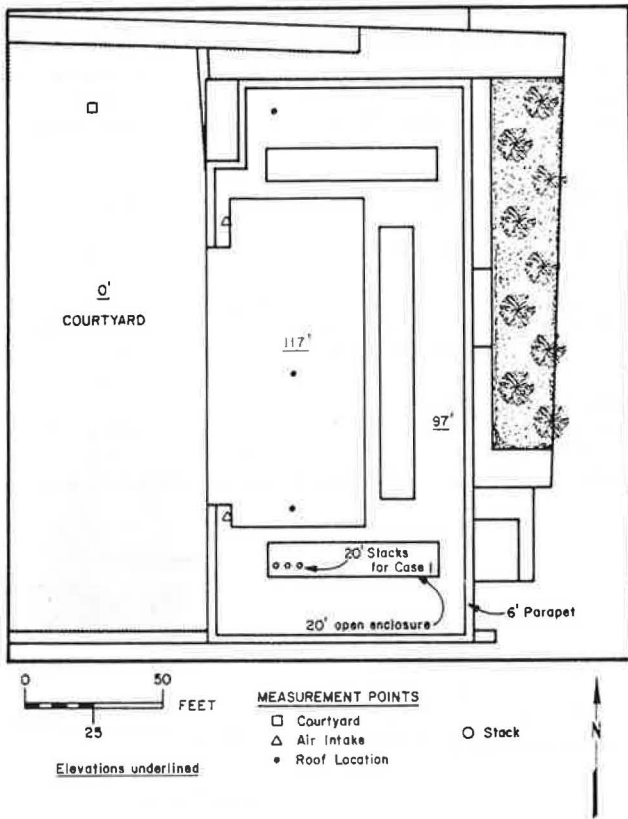 0'
COURTYARD
117'
97'
20' Stacks
for Case 1
20' open enclosure
6' Parapet
0
50
FEET
25
Elevations underlined
MEASUREMENT POINTS
Courtyard
Air Intake
Roof Location
Stack
N